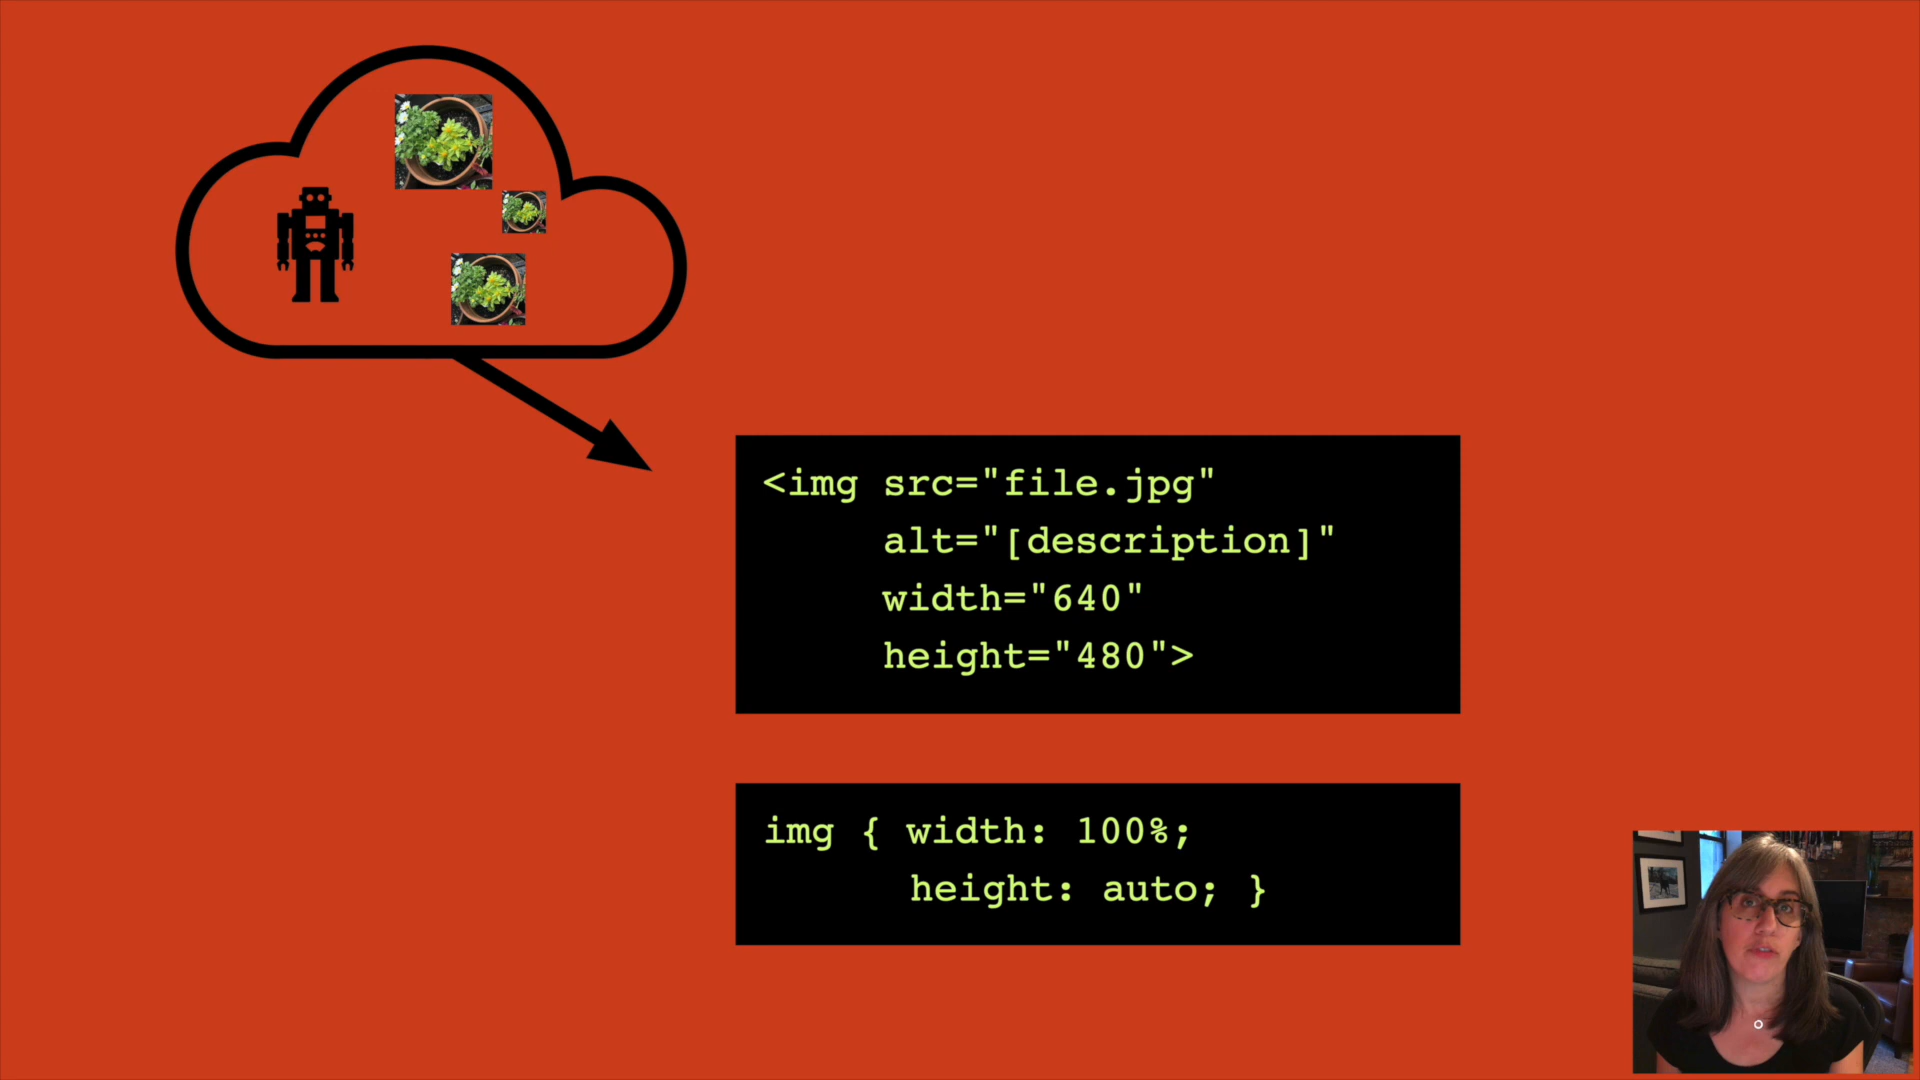 <img src="file.jpg"
alt="[description]"
width="640"
height="480">
img { width: 100%;
height: auto; }